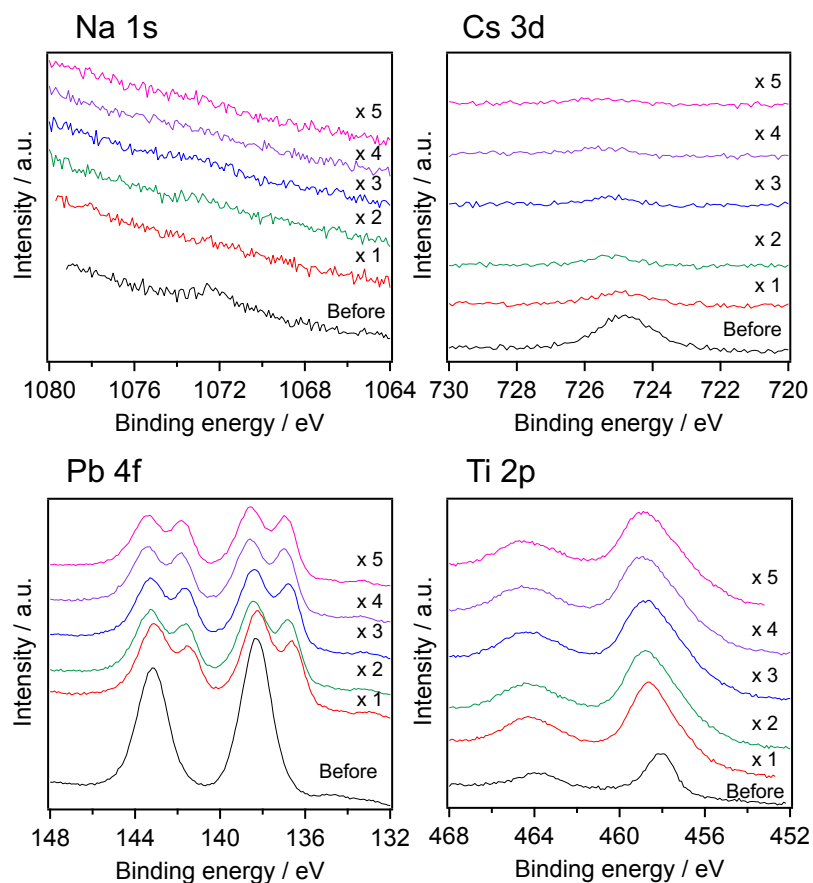 Na 1s
Intensity / a.u.
x 5
x 4
x 3
x 2
x 1
Before
1080 1076 1072 1068 1064
Binding energy / eV
Cs 3d
Intensity / a.u.
x 5
x 4
x 3
x 2
x 1
Before
730 728 726 724 722 720
Binding energy / eV
Pb 4f
Intensity / a.u.
x 5
x 4
x 3
x 2
x 1
Before
148 144 140 136 132
Binding energy / eV
Ti 2p
Intensity / a.u.
x 5
x 4
x 3
x 2
x 1
Before
468 464 460 456 452
Binding energy / eV